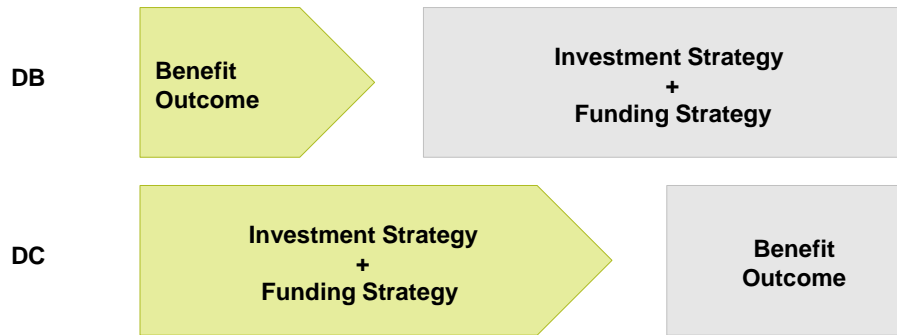 DB
Benefit
Outcome
Investment Strategy
+
Funding Strategy
DC
Investment Strategy
+
Funding Strategy
Benefit
Outcome